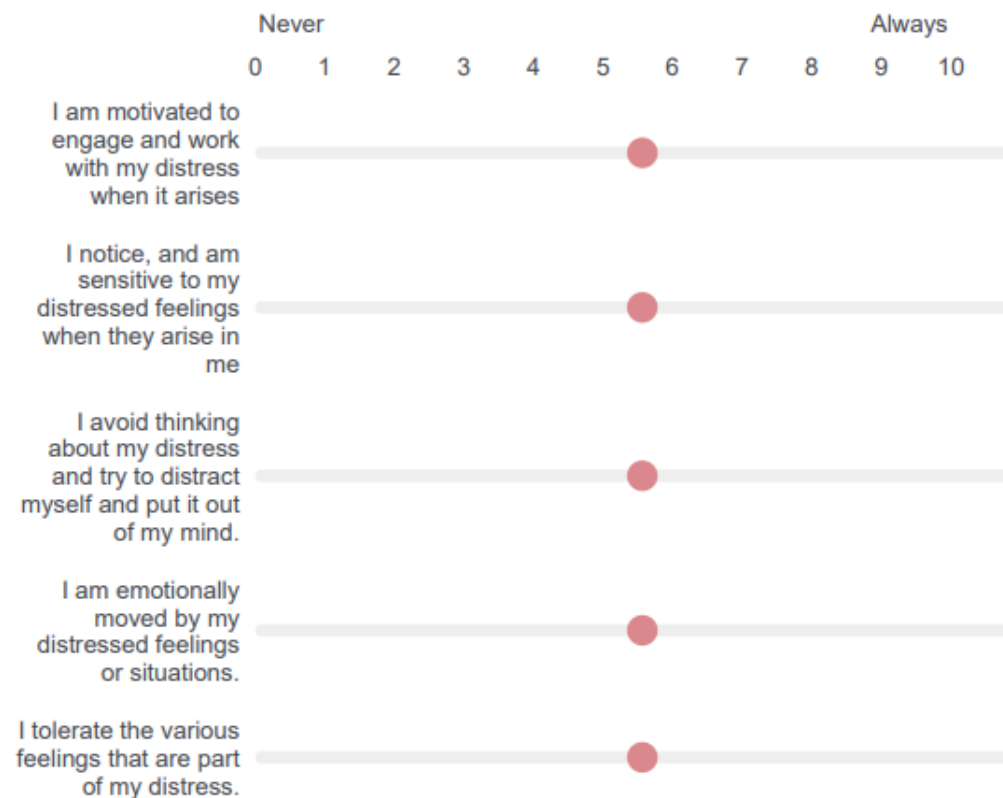 Never Always
0 1 2 3 4 5 6 7 8 9 10
I am motivated to
engage and work
with my distress
when it arises
I notice, and am
sensitive to my
distressed feelings
when they arise in
me
I avoid thinking
about my distress
and try to distract
myself and put it out
of my mind.
I am emotionally
moved by my
distressed feelings
or situations.
I tolerate the various
feelings that are part
of my distress.